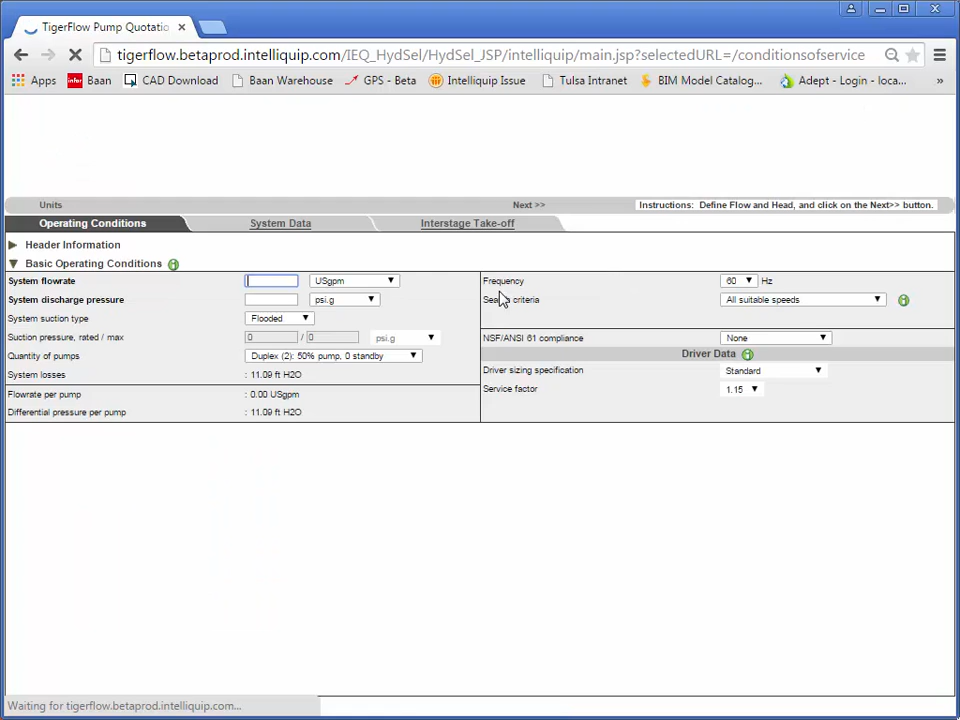 TigerFlow Pump Quotatio
tigerflow.betaprod.intelliquip.com/IEQ_HydSel/HydSel_JSP/intelliquip/main.jsp?selectedURL=/conditionsofservice
Apps infor Baan CAD Download Baan Warehouse GPS - Beta Intelliquip Issue Tulsa Intranet BIM Model Catalog... Adept - Login - loca... »
Units Next >> Instructions: Define Flow and Head, and click on the Next>> button.
Operating Conditions System Data Interstage Take-off
Header Information
Basic Operating Conditions
System flowrate USgpm Frequency 60 Hz
System discharge pressure psi.g criteria All suitable speeds
System suction type Flooded
Suction pressure, rated / max 0 / 0 psi.g NSF/ANSI 61 compliance None
Quantity of pumps Duplex (2): 50% pump, 0 standby Driver Data
System losses : 11.09 ft H2O Driver sizing specification Standard
Flowrate per pump : 0.00 USgpm Service factor 1.15
Differential pressure per pump : 11.09 ft H2O
Waiting for tigerflow.betaprod.intelliquip.com...